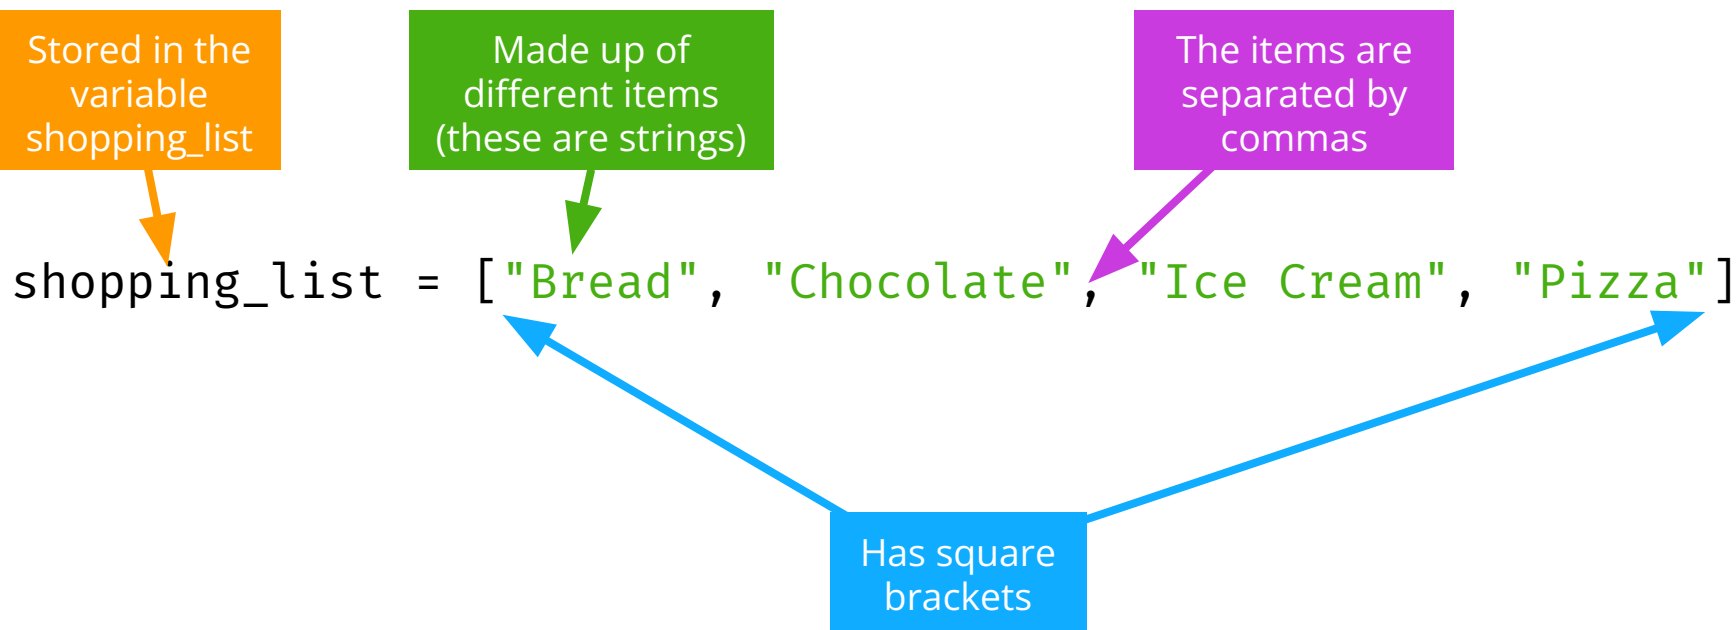 Stored in the
variable
shopping_list
Made up of
different items
(these are strings)
The items are
separated by
commas
shopping_list = ["Bread", "Chocolate", "Ice Cream", "Pizza"]
Has square
brackets